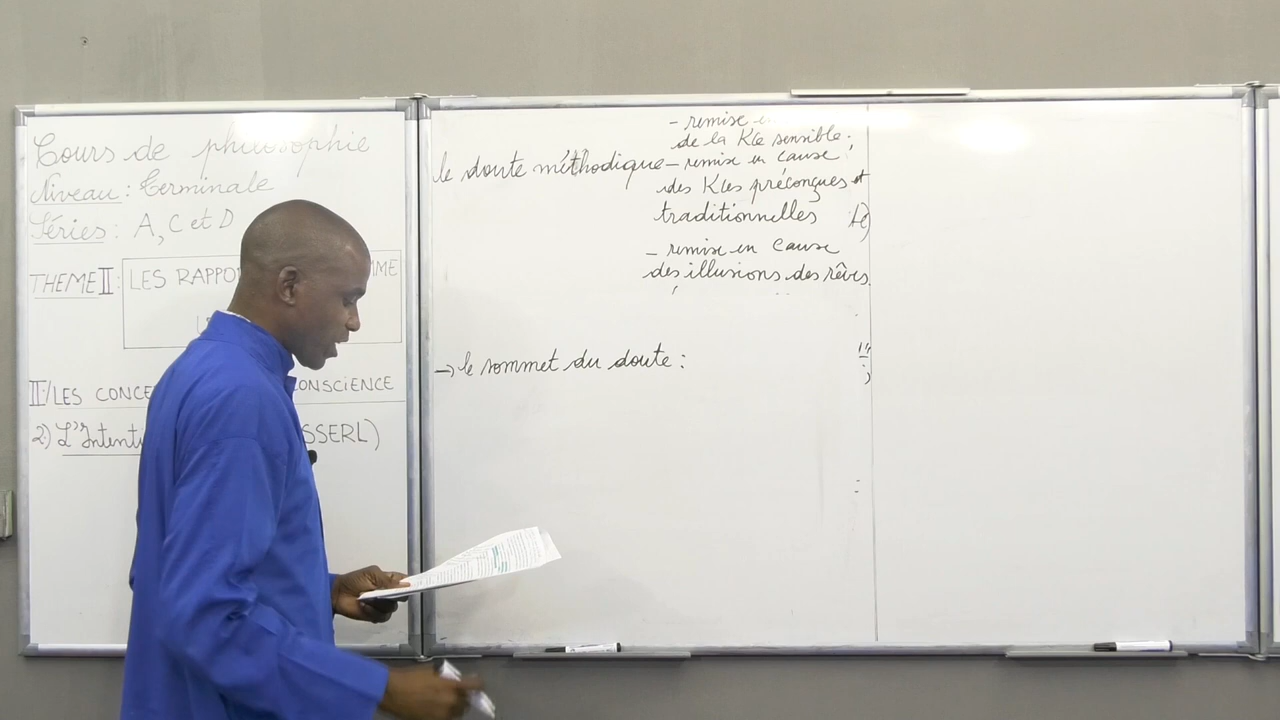 Cours de philosophie
Niveau : Terminale
Séries : A, C et D
THEME II : LES RAPPO
MME
II/ LES CONCE
ONSCIENCE
2) L'Intenti
SSERL)
- remise e
de la Kce sensible ;
le doute méthodique - remise en cause
des Kces préconçues et
traditionnelles
- remise en cause
des illusions des rêves.
→ le sommet du doute :